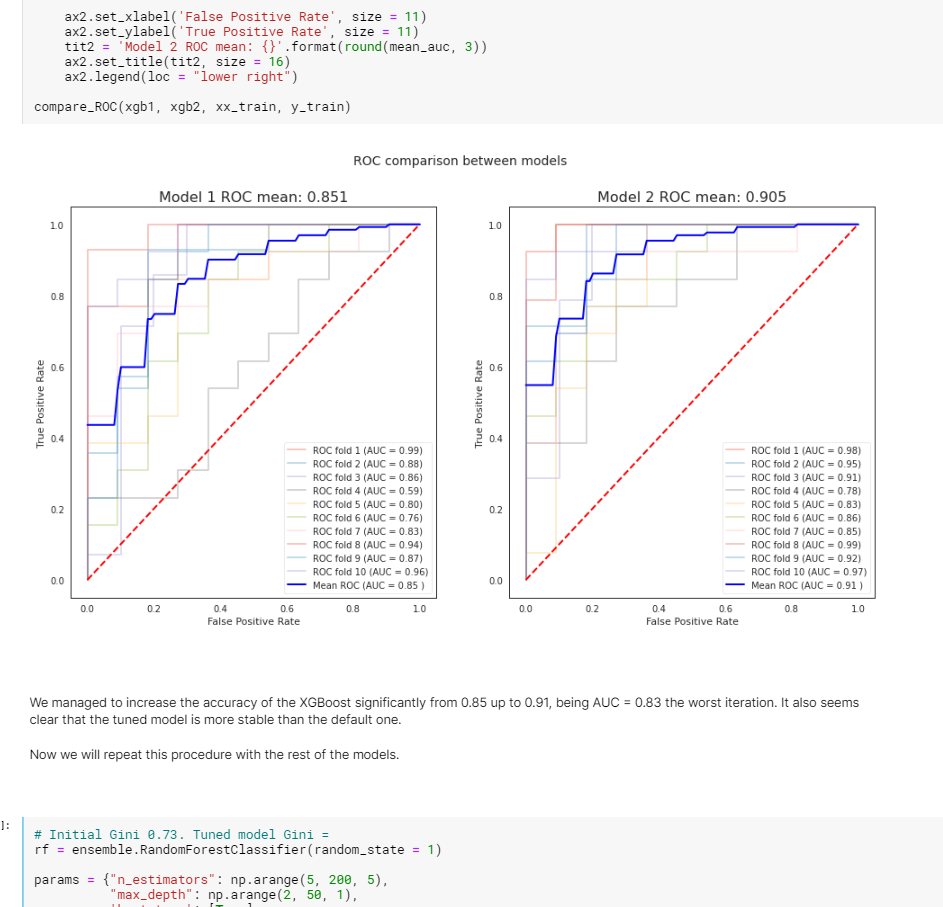 ax2.set_xlabel('False Positive Rate', size = 11)
ax2.set_ylabel('True Positive Rate', size = 11)
tit2 = 'Model 2 ROC mean: {}'.format(round(mean_auc, 3))
ax2.set_title(tit2, size = 16)
ax2.legend(loc = "lower right")
compare_ROC(xgb1, xgb2, xx_train, y_train)
ROC comparison between models
Model 1 ROC mean: 0.851
True Positive Rate
1.0
0.8
0.6
0.4
0.2
0.0
ROC fold 1 (AUC = 0.99)
ROC fold 2 (AUC = 0.88)
ROC fold 3 (AUC = 0.86)
ROC fold 4 (AUC = 0.59)
ROC fold 5 (AUC = 0.80)
ROC fold 6 (AUC = 0.76)
ROC fold 7 (AUC = 0.83)
ROC fold 8 (AUC = 0.94)
ROC fold 9 (AUC = 0.87)
ROC fold 10 (AUC = 0.96)
Mean ROC (AUC = 0.85 )
0.0 0.2 0.4 0.6 0.8 1.0
False Positive Rate
Model 2 ROC mean: 0.905
True Positive Rate
1.0
0.8
0.6
0.4
0.2
0.0
ROC fold 1 (AUC = 0.98)
ROC fold 2 (AUC = 0.95)
ROC fold 3 (AUC = 0.91)
ROC fold 4 (AUC = 0.78)
ROC fold 5 (AUC = 0.83)
ROC fold 6 (AUC = 0.86)
ROC fold 7 (AUC = 0.85)
ROC fold 8 (AUC = 0.99)
ROC fold 9 (AUC = 0.92)
ROC fold 10 (AUC = 0.97)
Mean ROC (AUC = 0.91 )
0.0 0.2 0.4 0.6 0.8 1.0
False Positive Rate
We managed to increase the accuracy of the XGBoost significantly from 0.85 up to 0.91, being AUC = 0.83 the worst iteration. It also seems
clear that the tuned model is more stable than the default one.
Now we will repeat this procedure with the rest of the models.
]:
# Initial Gini 0.73. Tuned model Gini =
rf = ensemble.RandomForestClassifier(random_state = 1)
params = {"n_estimators": np.arange(5, 200, 5),
"max_depth": np.arange(2, 50, 1),